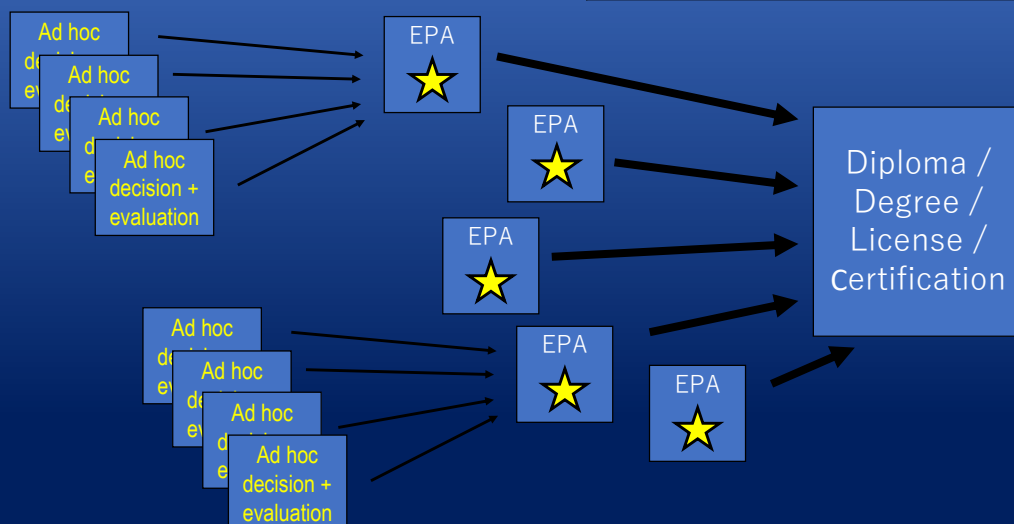 Ad hoc
Ad hoc
Ad hoc
Ad hoc
decision +
evaluation
EPA
EPA
EPA
EPA
EPA
Diploma /
Degree /
License /
certification
Ad hoc
Ad hoc
Ad hoc
Ad hoc
decision +
evaluation